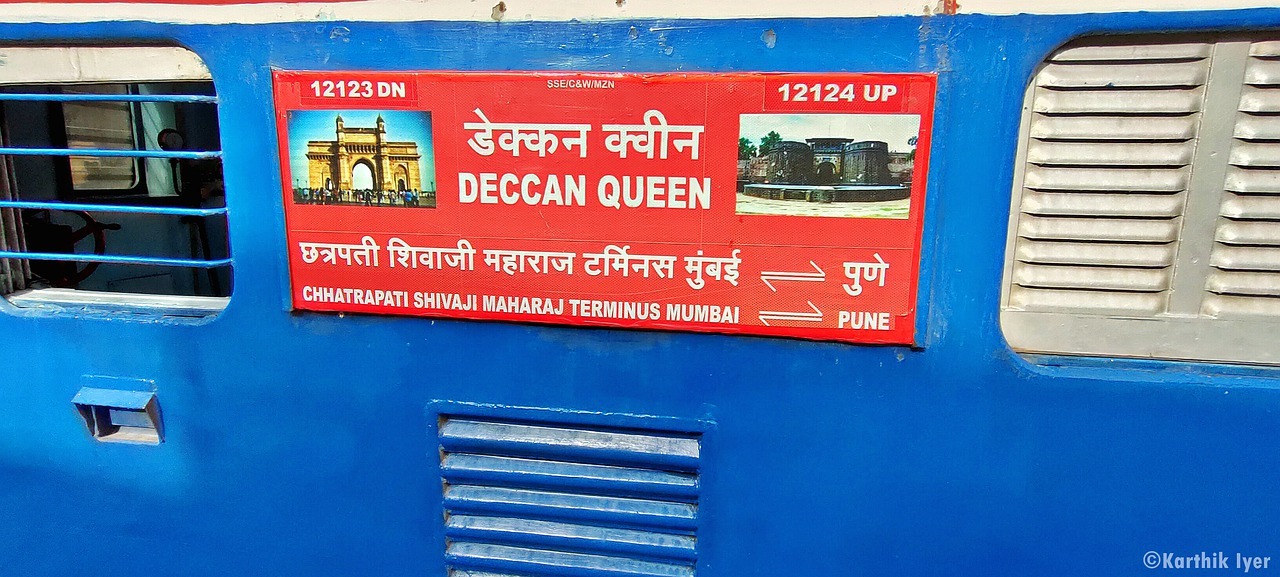 12123 DN
SSE/C&W/MZN
12124 UP
डेक्कन क्वीन
DECCAN QUEEN
छत्रपती शिवाजी महाराज टर्मिनस मुंबई ⇌ पुणे
CHHATRAPATI SHIVAJI MAHARAJ TERMINUS MUMBAI ⇌ PUNE
©Karthik Iyer